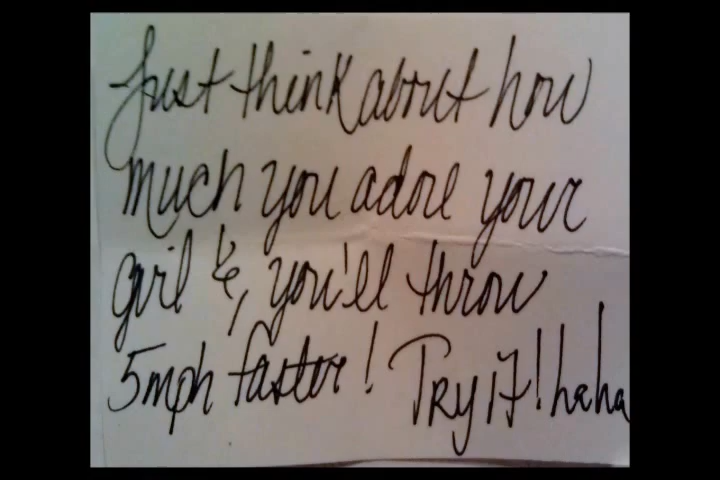 Just think about how
much you adore your
girl &, you'll throw
5mph faster! Try it! haha